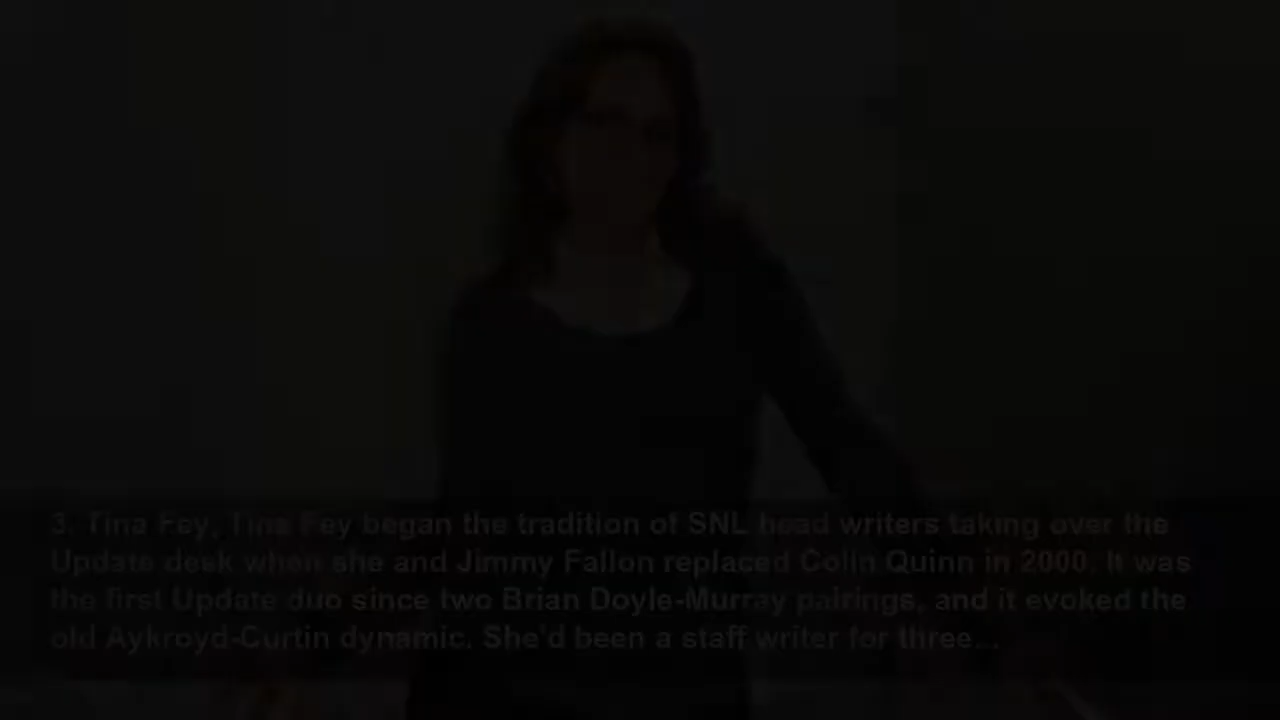 3. Tina Fey, Tina Fey began the tradition of SNL head writers taking over the
Update desk when she and Jimmy Fallon replaced Colin Quinn in 2000. It was
the first Update duo since two Brian Doyle-Murray pairings, and it evoked the
old Aykroyd-Curtin dynamic. She'd been a staff writer for three...